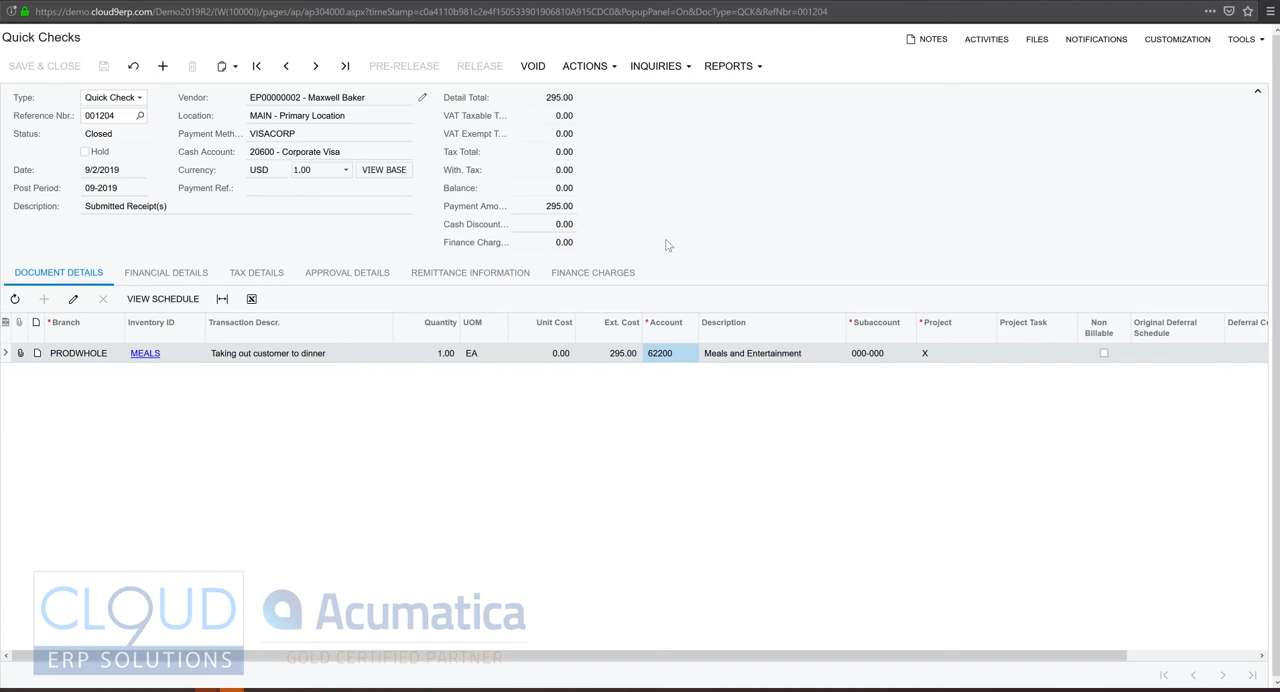 https://demo.cloud9erp.com/Demo2019R2/(W(10000))/pages/ap/ap304000.aspx?timeStamp=c0a4110b981c2e4f150533901906810A915CDC0&PopupPanel=On&DocType=QCK&RefNbr=001204
Quick Checks
NOTES ACTIVITIES FILES NOTIFICATIONS CUSTOMIZATION TOOLS
SAVE & CLOSE PRE-RELEASE RELEASE VOID ACTIONS INQUIRIES REPORTS
Type: Quick Check Vendor: EP00000002 - Maxwell Baker Detail Total: 295.00
Reference Nbr.: 001204 Location: MAIN - Primary Location VAT Taxable T... 0.00
Status: Closed Payment Meth... VISACORP VAT Exempt T... 0.00
Hold Cash Account: 20600 - Corporate Visa Tax Total: 0.00
Date: 9/2/2019 Currency: USD 1.00 VIEW BASE With. Tax: 0.00
Post Period: 09-2019 Payment Ref.: Balance: 0.00
Description: Submitted Receipt(s) Payment Amo... 295.00
Cash Discount... 0.00
Finance Charg... 0.00
DOCUMENT DETAILS FINANCIAL DETAILS TAX DETAILS APPROVAL DETAILS REMITTANCE INFORMATION FINANCE CHARGES
VIEW SCHEDULE
*Branch Inventory ID Transaction Descr. Quantity UOM Unit Cost Ext. Cost *Account Description *Subaccount *Project Project Task Non Billable Original Deferral Schedule Deferral Co
PRODWHOLE MEALS Taking out customer to dinner 1.00 EA 0.00 295.00 62200 Meals and Entertainment 000-000 X
CLOUD9
ERP SOLUTIONS
Acumatica
GOLD CERTIFIED PARTNER